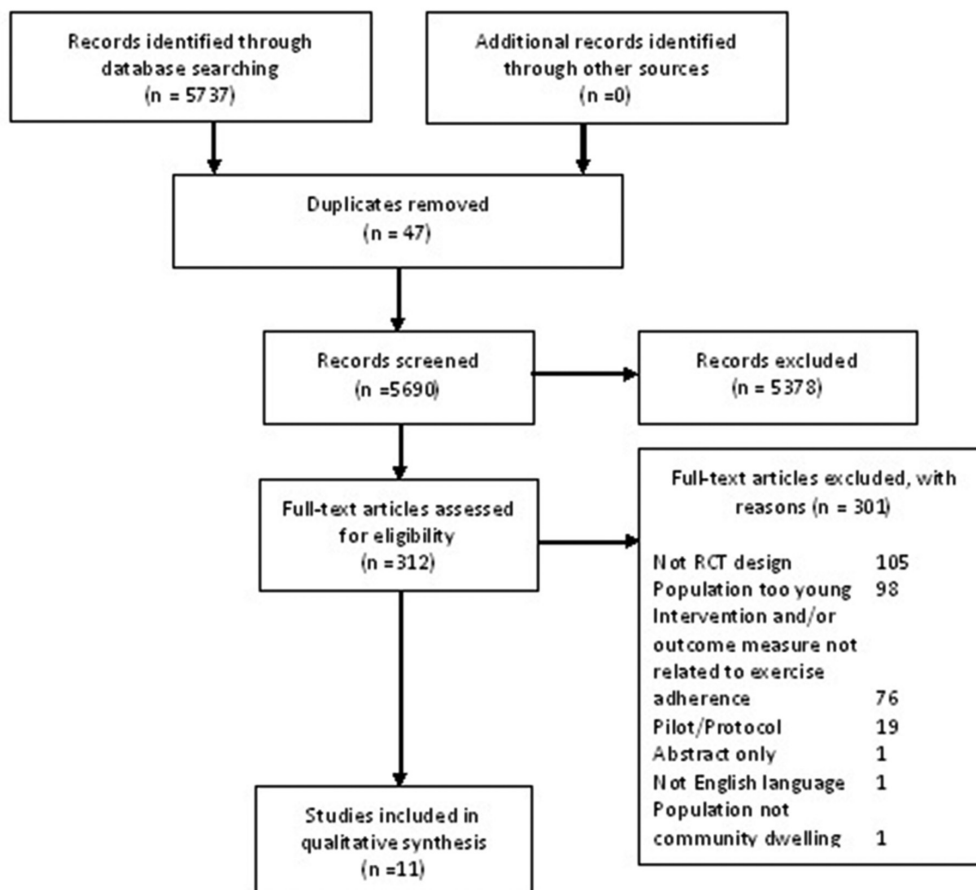 Records identified through
database searching
(n = 5737)
Additional records identified
through other sources
(n =0)
Duplicates removed
(n = 47)
Records screened
(n =5690)
Records excluded
(n = 5378)
Full-text articles assessed
for eligibility
(n =312)
Full-text articles excluded, with
reasons (n = 301)
Not RCT design 105
Population too young 98
Intervention and/or
outcome measure not
related to exercise
adherence 76
Pilot/Protocol 19
Abstract only 1
Not English language 1
Population not
community dwelling 1
Studies included in
qualitative synthesis
(n =11)